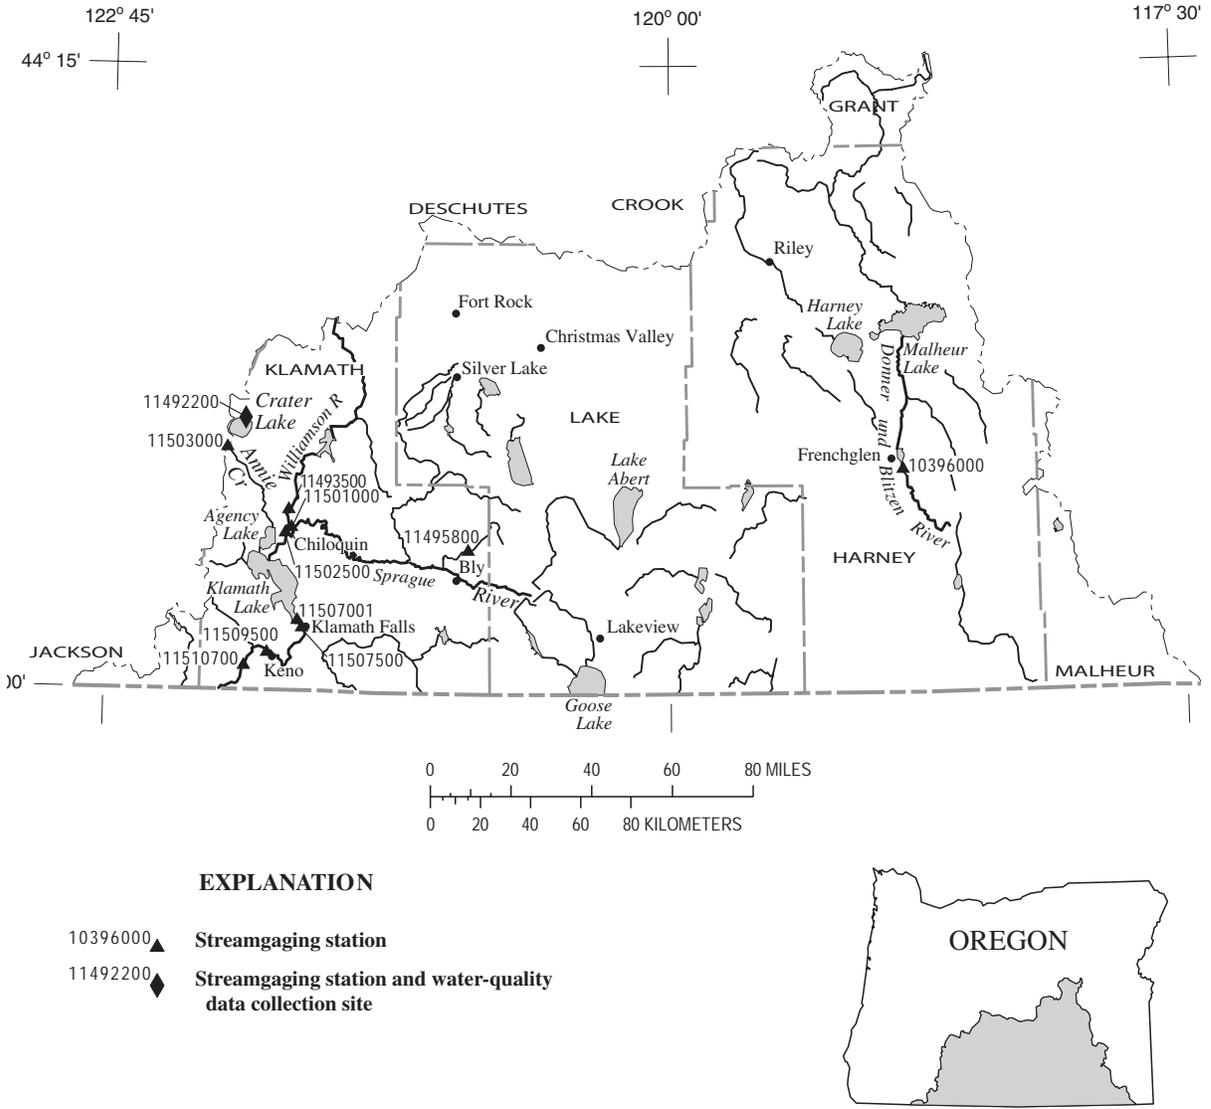 122° 45'
120° 00'
117° 30'
44° 15'
GRANT
DESCHUTES
CROOK
Riley
Fort Rock
Harney
Lake
Christmas Valley
Malheur
Lake
Silver Lake
KLAMATH
11492200
Crater
Lake
LAKE
11503000
Annie
Cr
Williamson R
Donner und Blitzen River
Frenchglen
10396000
Lake
Abert
11493500
11501000
Agency
Lake
11495800
Chiloquin
HARNEY
11502500
Sprague River
Bly
Klamath
Lake
11507001
Klamath Falls
11509500
Lakeview
JACKSON
11510700
11507500
Keno
MALHEUR
00'
Goose
Lake
0 20 40 60 80 MILES
0 20 40 60 80 KILOMETERS
EXPLANATION
10396000 Streamgaging station
11492200 Streamgaging station and water-quality
data collection site
OREGON